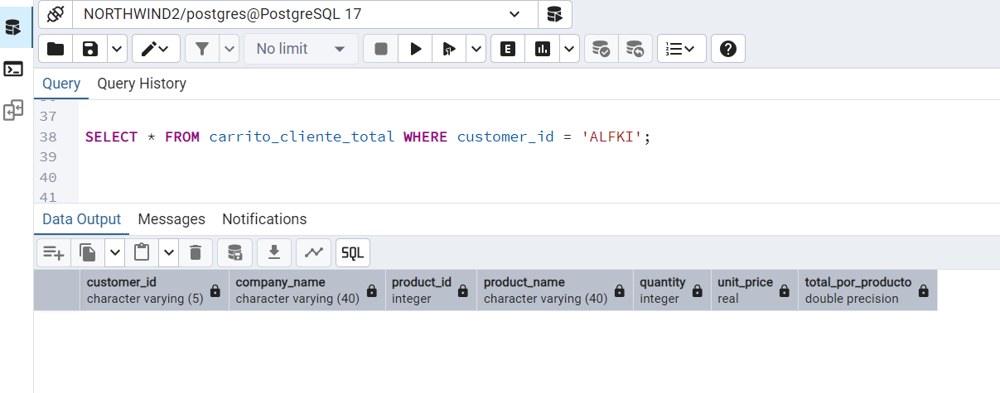 NORTHWIND2/postgres@PostgreSQL 17
No limit
E
Query Query History
37
38 SELECT * FROM carrito_cliente_total WHERE customer_id = 'ALFKI';
39
40
41
Data Output Messages Notifications
SQL
customer_id company_name product_id product_name quantity unit_price total_por_producto
character varying (5) character varying (40) integer character varying (40) integer real double precision